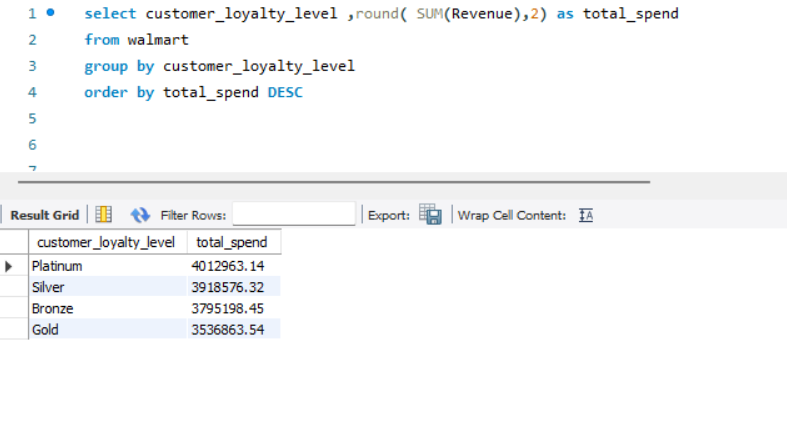 1 select customer_loyalty_level ,round( SUM(Revenue),2) as total_spend
2 from walmart
3 group by customer_loyalty_level
4 order by total_spend DESC
5
6
7
Result Grid Filter Rows: Export: Wrap Cell Content: IA
customer_loyalty_level total_spend
Platinum 4012963.14
Silver 3918576.32
Bronze 3795198.45
Gold 3536863.54